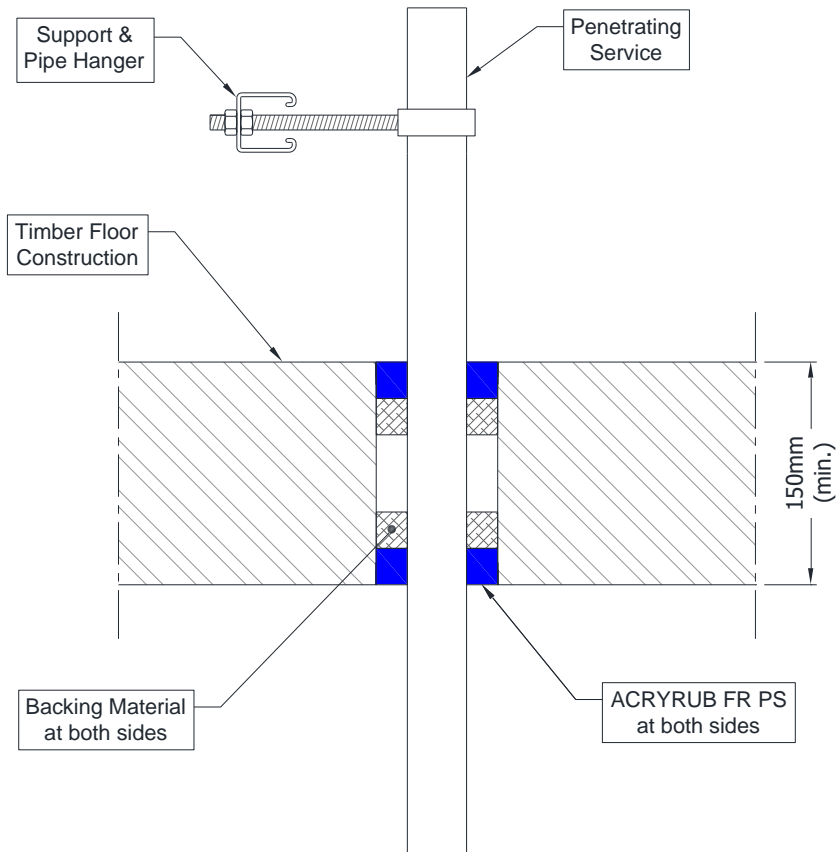 Support &
Pipe Hanger
Penetrating
Service
Timber Floor
Construction
150mm
(min.)
Backing Material
at both sides
ACRYRUB FR PS
at both sides